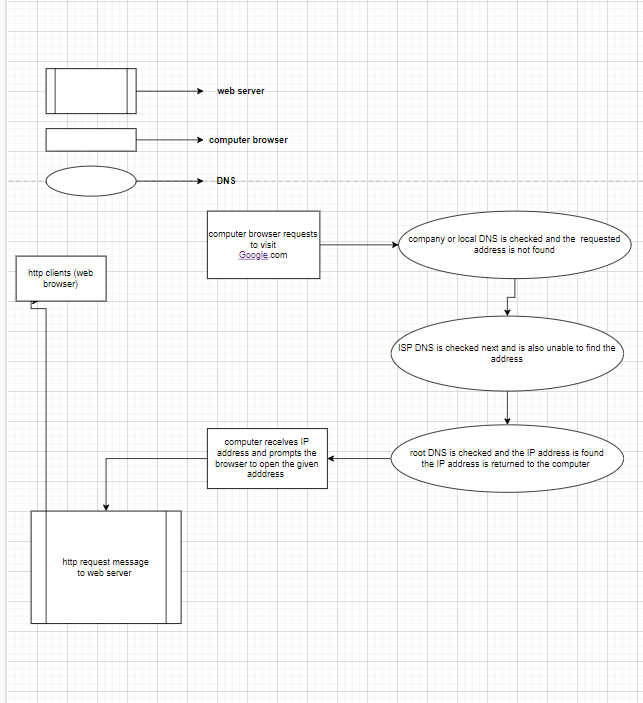 web server
computer browser
DNS
computer browser requests
to visit
Google.com
company or local DNS is checked and the requested
address is not found
http clients (web
browser)
ISP DNS is checked next and is also unable to find the
address
computer receives IP
address and prompts the
browser to open the given
adddress
root DNS is checked and the IP address is found
the IP address is returned to the computer
http request message
to web server